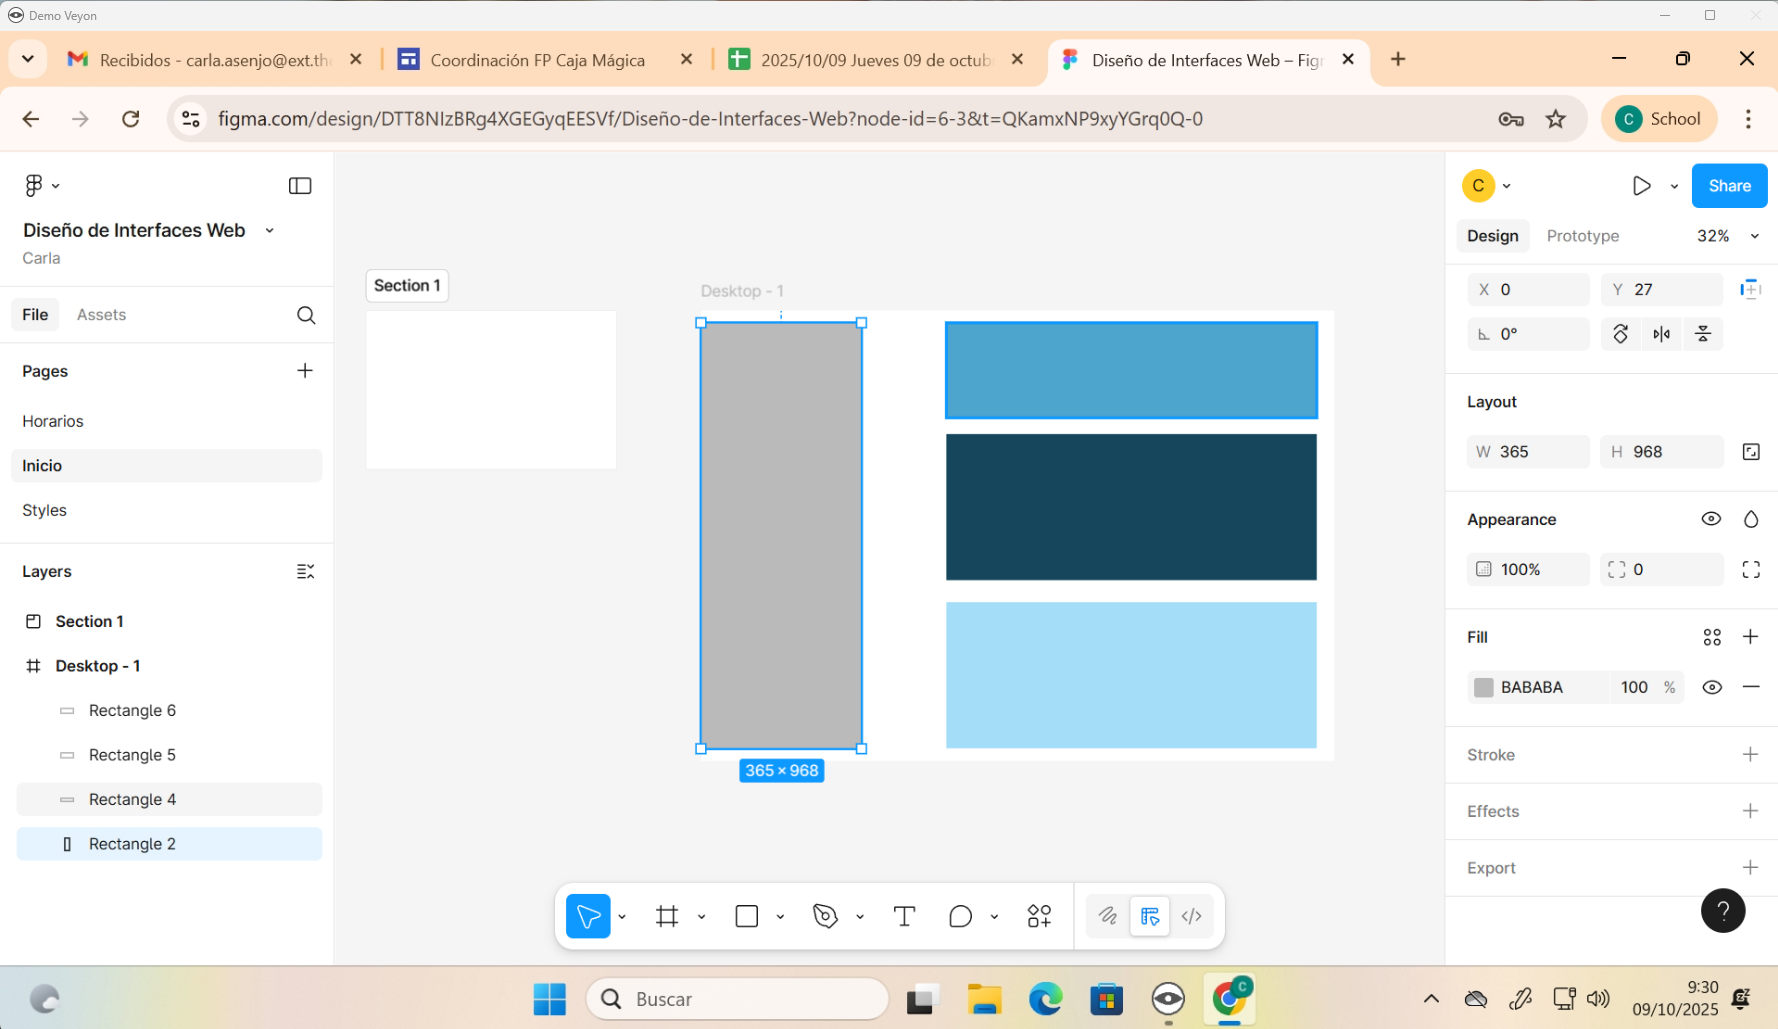 Demo Veyon
Recibidos - carla.asenjo@ext.th
Coordinación FP Caja Mágica
2025/10/09 Jueves 09 de octub
Diseño de Interfaces Web – Figr
figma.com/design/DTT8NIzBRg4XGEGyqEESVf/Diseño-de-Interfaces-Web?node-id=6-3&t=QKamxNP9xyYGrq0Q-0
C School
Diseño de Interfaces Web
Carla
File Assets
Pages
Horarios
Inicio
Styles
Layers
Section 1
Desktop - 1
Rectangle 6
Rectangle 5
Rectangle 4
Rectangle 2
Section 1
Desktop - 1
365 × 968
C
Share
Design Prototype 32%
X 0 Y 27
0°
Layout
W 365 H 968
Appearance
100% 0
Fill
BABABA 100 %
Stroke
Effects
Export
?
Buscar
C
9:30
09/10/2025